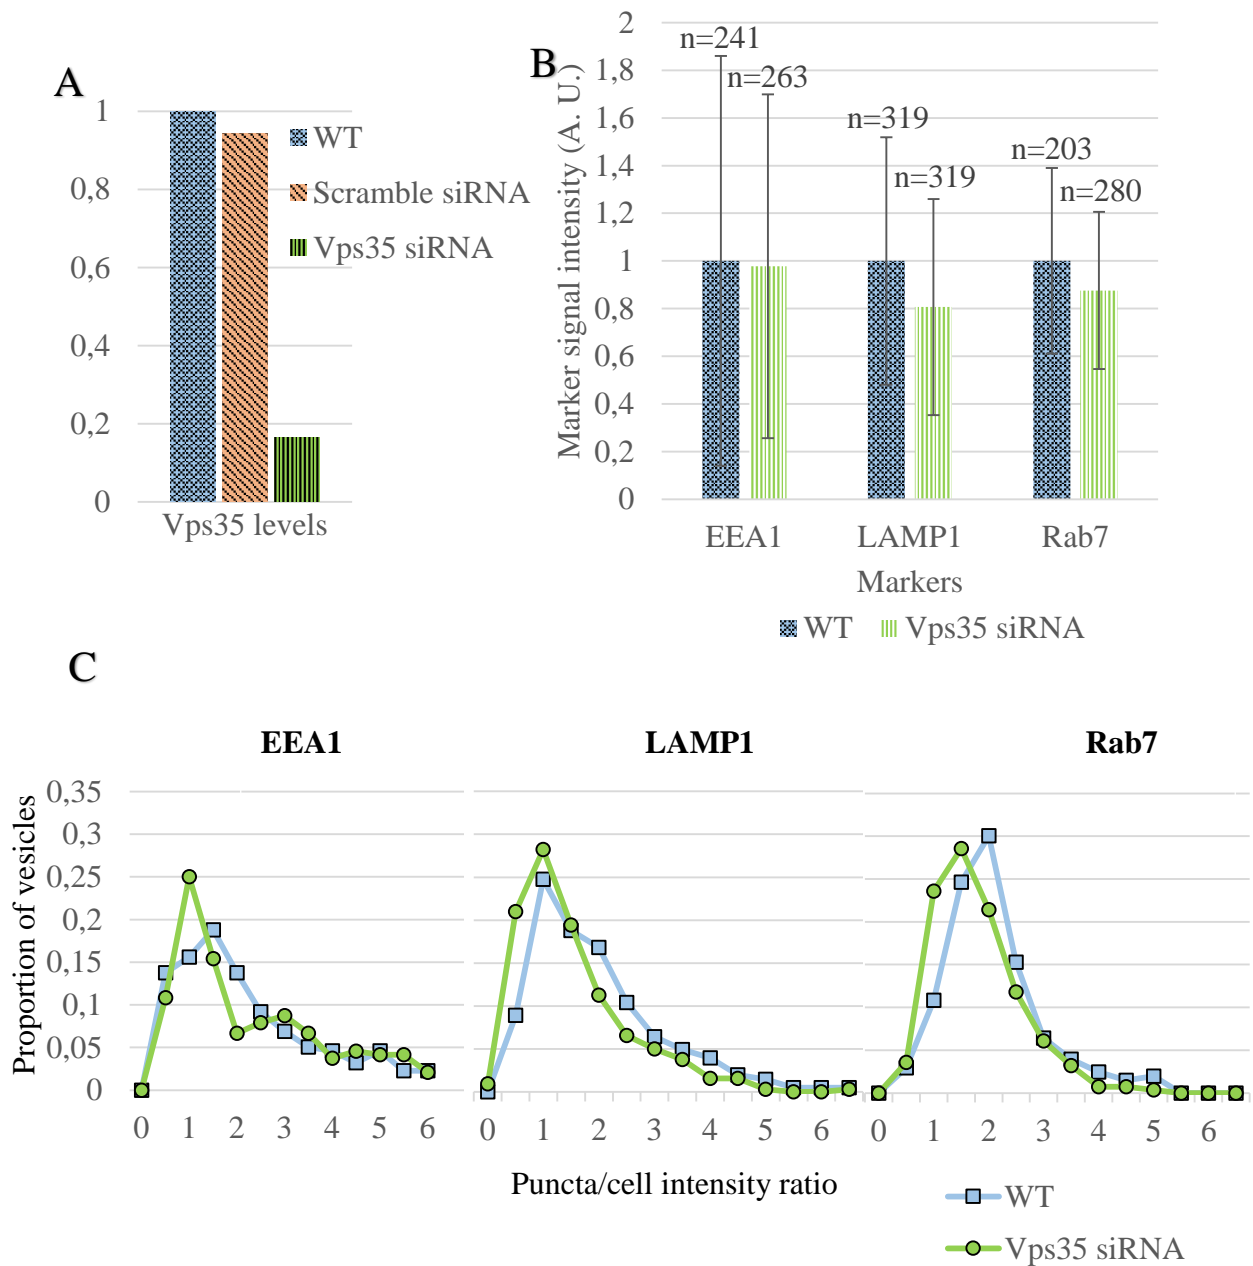 A
1
0,8
0,6
0,4
0,2
0
Vps35 levels
WT
Scramble siRNA
Vps35 siRNA
B
Marker signal intensity (A. U.)
2
1,8
1,6
1,4
1,2
1
0,8
0,6
0,4
0,2
0
n=241
n=263
n=319
n=319
n=203
n=280
EEA1 LAMP1 Rab7
Markers
WT Vps35 siRNA
C
EEA1 LAMP1 Rab7
Proportion of vesicles
0,35
0,3
0,25
0,2
0,15
0,1
0,05
0
0 1 2 3 4 5 6
0 1 2 3 4 5 6
0 1 2 3 4 5 6
Puncta/cell intensity ratio
WT
Vps35 siRNA